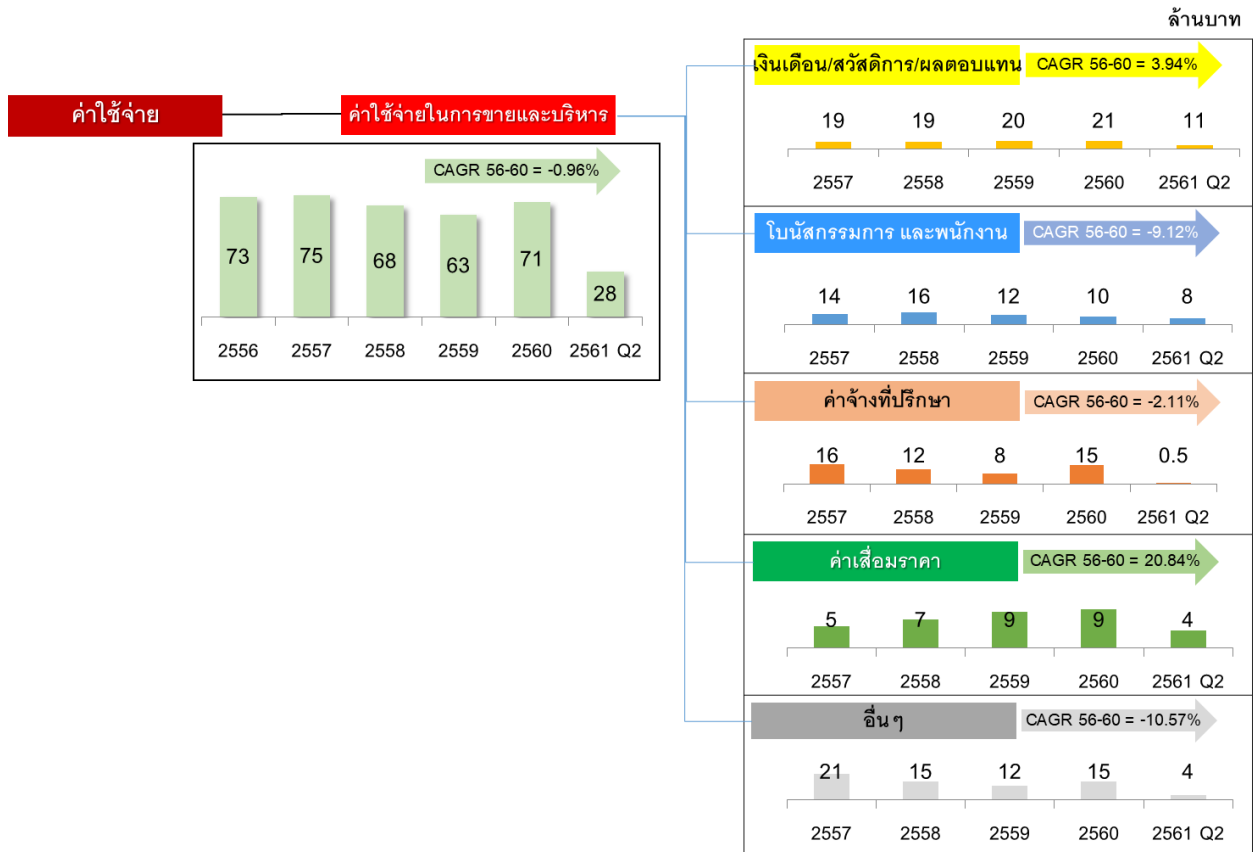 ล้านบาท
ค่าใช้จ่าย
ค่าใช้จ่ายในการขายและบริหาร
CAGR 56-60 = -0.96%
73 75 68 63 71 28
2556 2557 2558 2559 2560 2561 Q2
เงินเดือน/สวัสดิการ/ผลตอบแทน CAGR 56-60 = 3.94%
19 19 20 21 11
2557 2558 2559 2560 2561 Q2
โบนัสกรรมการ และพนักงาน CAGR 56-60 = -9.12%
14 16 12 10 8
2557 2558 2559 2560 2561 Q2
ค่าจ้างที่ปรึกษา CAGR 56-60 = -2.11%
16 12 8 15 0.5
2557 2558 2559 2560 2561 Q2
ค่าเสื่อมราคา CAGR 56-60 = 20.84%
5 7 9 9 4
2557 2558 2559 2560 2561 Q2
อื่นๆ CAGR 56-60 = -10.57%
21 15 12 15 4
2557 2558 2559 2560 2561 Q2